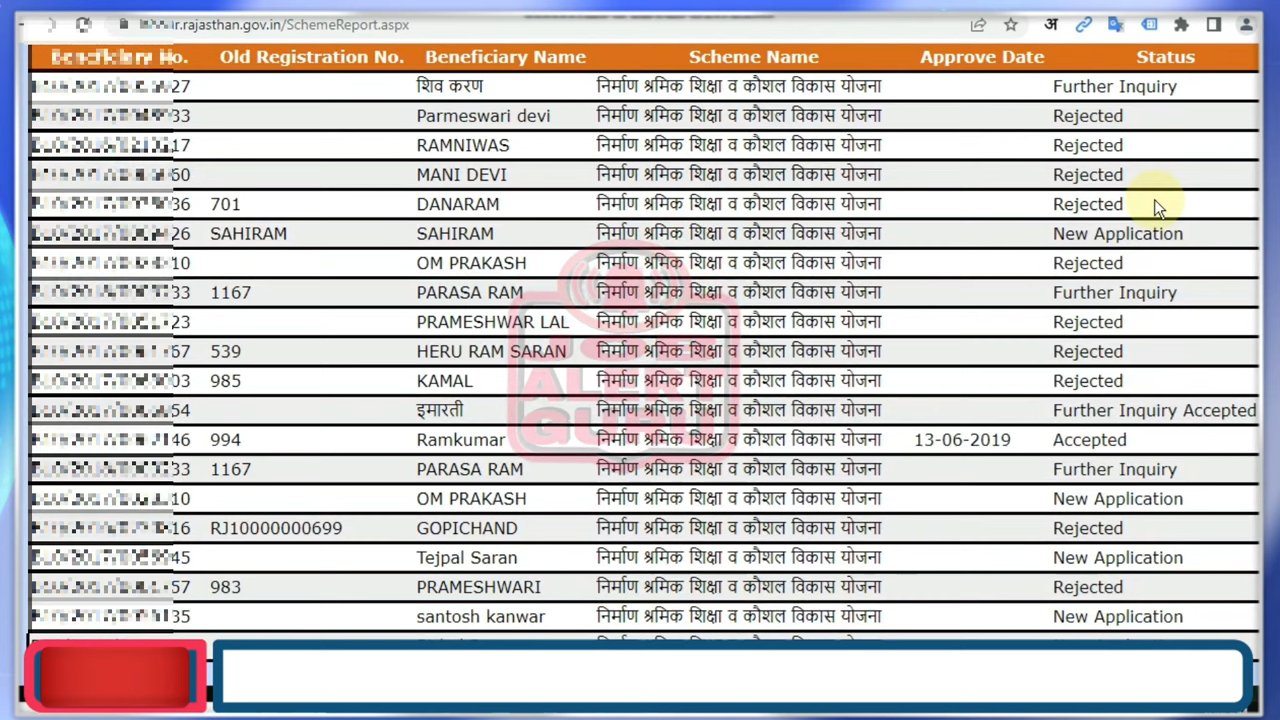 r.rajasthan.gov.in/SchemeReport.aspx
अ
Beneficiary No. Old Registration No. Beneficiary Name Scheme Name Approve Date Status
27 शिव करण निर्माण श्रमिक शिक्षा व कौशल विकास योजना Further Inquiry
33 Parmeswari devi निर्माण श्रमिक शिक्षा व कौशल विकास योजना Rejected
17 RAMNIWAS निर्माण श्रमिक शिक्षा व कौशल विकास योजना Rejected
60 MANI DEVI निर्माण श्रमिक शिक्षा व कौशल विकास योजना Rejected
36 701 DANARAM निर्माण श्रमिक शिक्षा व कौशल विकास योजना Rejected
26 SAHIRAM SAHIRAM निर्माण श्रमिक शिक्षा व कौशल विकास योजना New Application
10 OM PRAKASH निर्माण श्रमिक शिक्षा व कौशल विकास योजना Rejected
33 1167 PARASA RAM निर्माण श्रमिक शिक्षा व कौशल विकास योजना Further Inquiry
23 PRAMESHWAR LAL निर्माण श्रमिक शिक्षा व कौशल विकास योजना Rejected
67 539 HERU RAM SARAN निर्माण श्रमिक शिक्षा व कौशल विकास योजना Rejected
03 985 KAMAL निर्माण श्रमिक शिक्षा व कौशल विकास योजना Rejected
54 इमारती निर्माण श्रमिक शिक्षा व कौशल विकास योजना Further Inquiry Accepted
46 994 Ramkumar निर्माण श्रमिक शिक्षा व कौशल विकास योजना 13-06-2019 Accepted
33 1167 PARASA RAM निर्माण श्रमिक शिक्षा व कौशल विकास योजना Further Inquiry
10 OM PRAKASH निर्माण श्रमिक शिक्षा व कौशल विकास योजना New Application
16 RJ10000000699 GOPICHAND निर्माण श्रमिक शिक्षा व कौशल विकास योजना Rejected
45 Tejpal Saran निर्माण श्रमिक शिक्षा व कौशल विकास योजना New Application
57 983 PRAMESHWARI निर्माण श्रमिक शिक्षा व कौशल विकास योजना Rejected
35 santosh kanwar निर्माण श्रमिक शिक्षा व कौशल विकास योजना New Application
JOB
ALERT
GURU